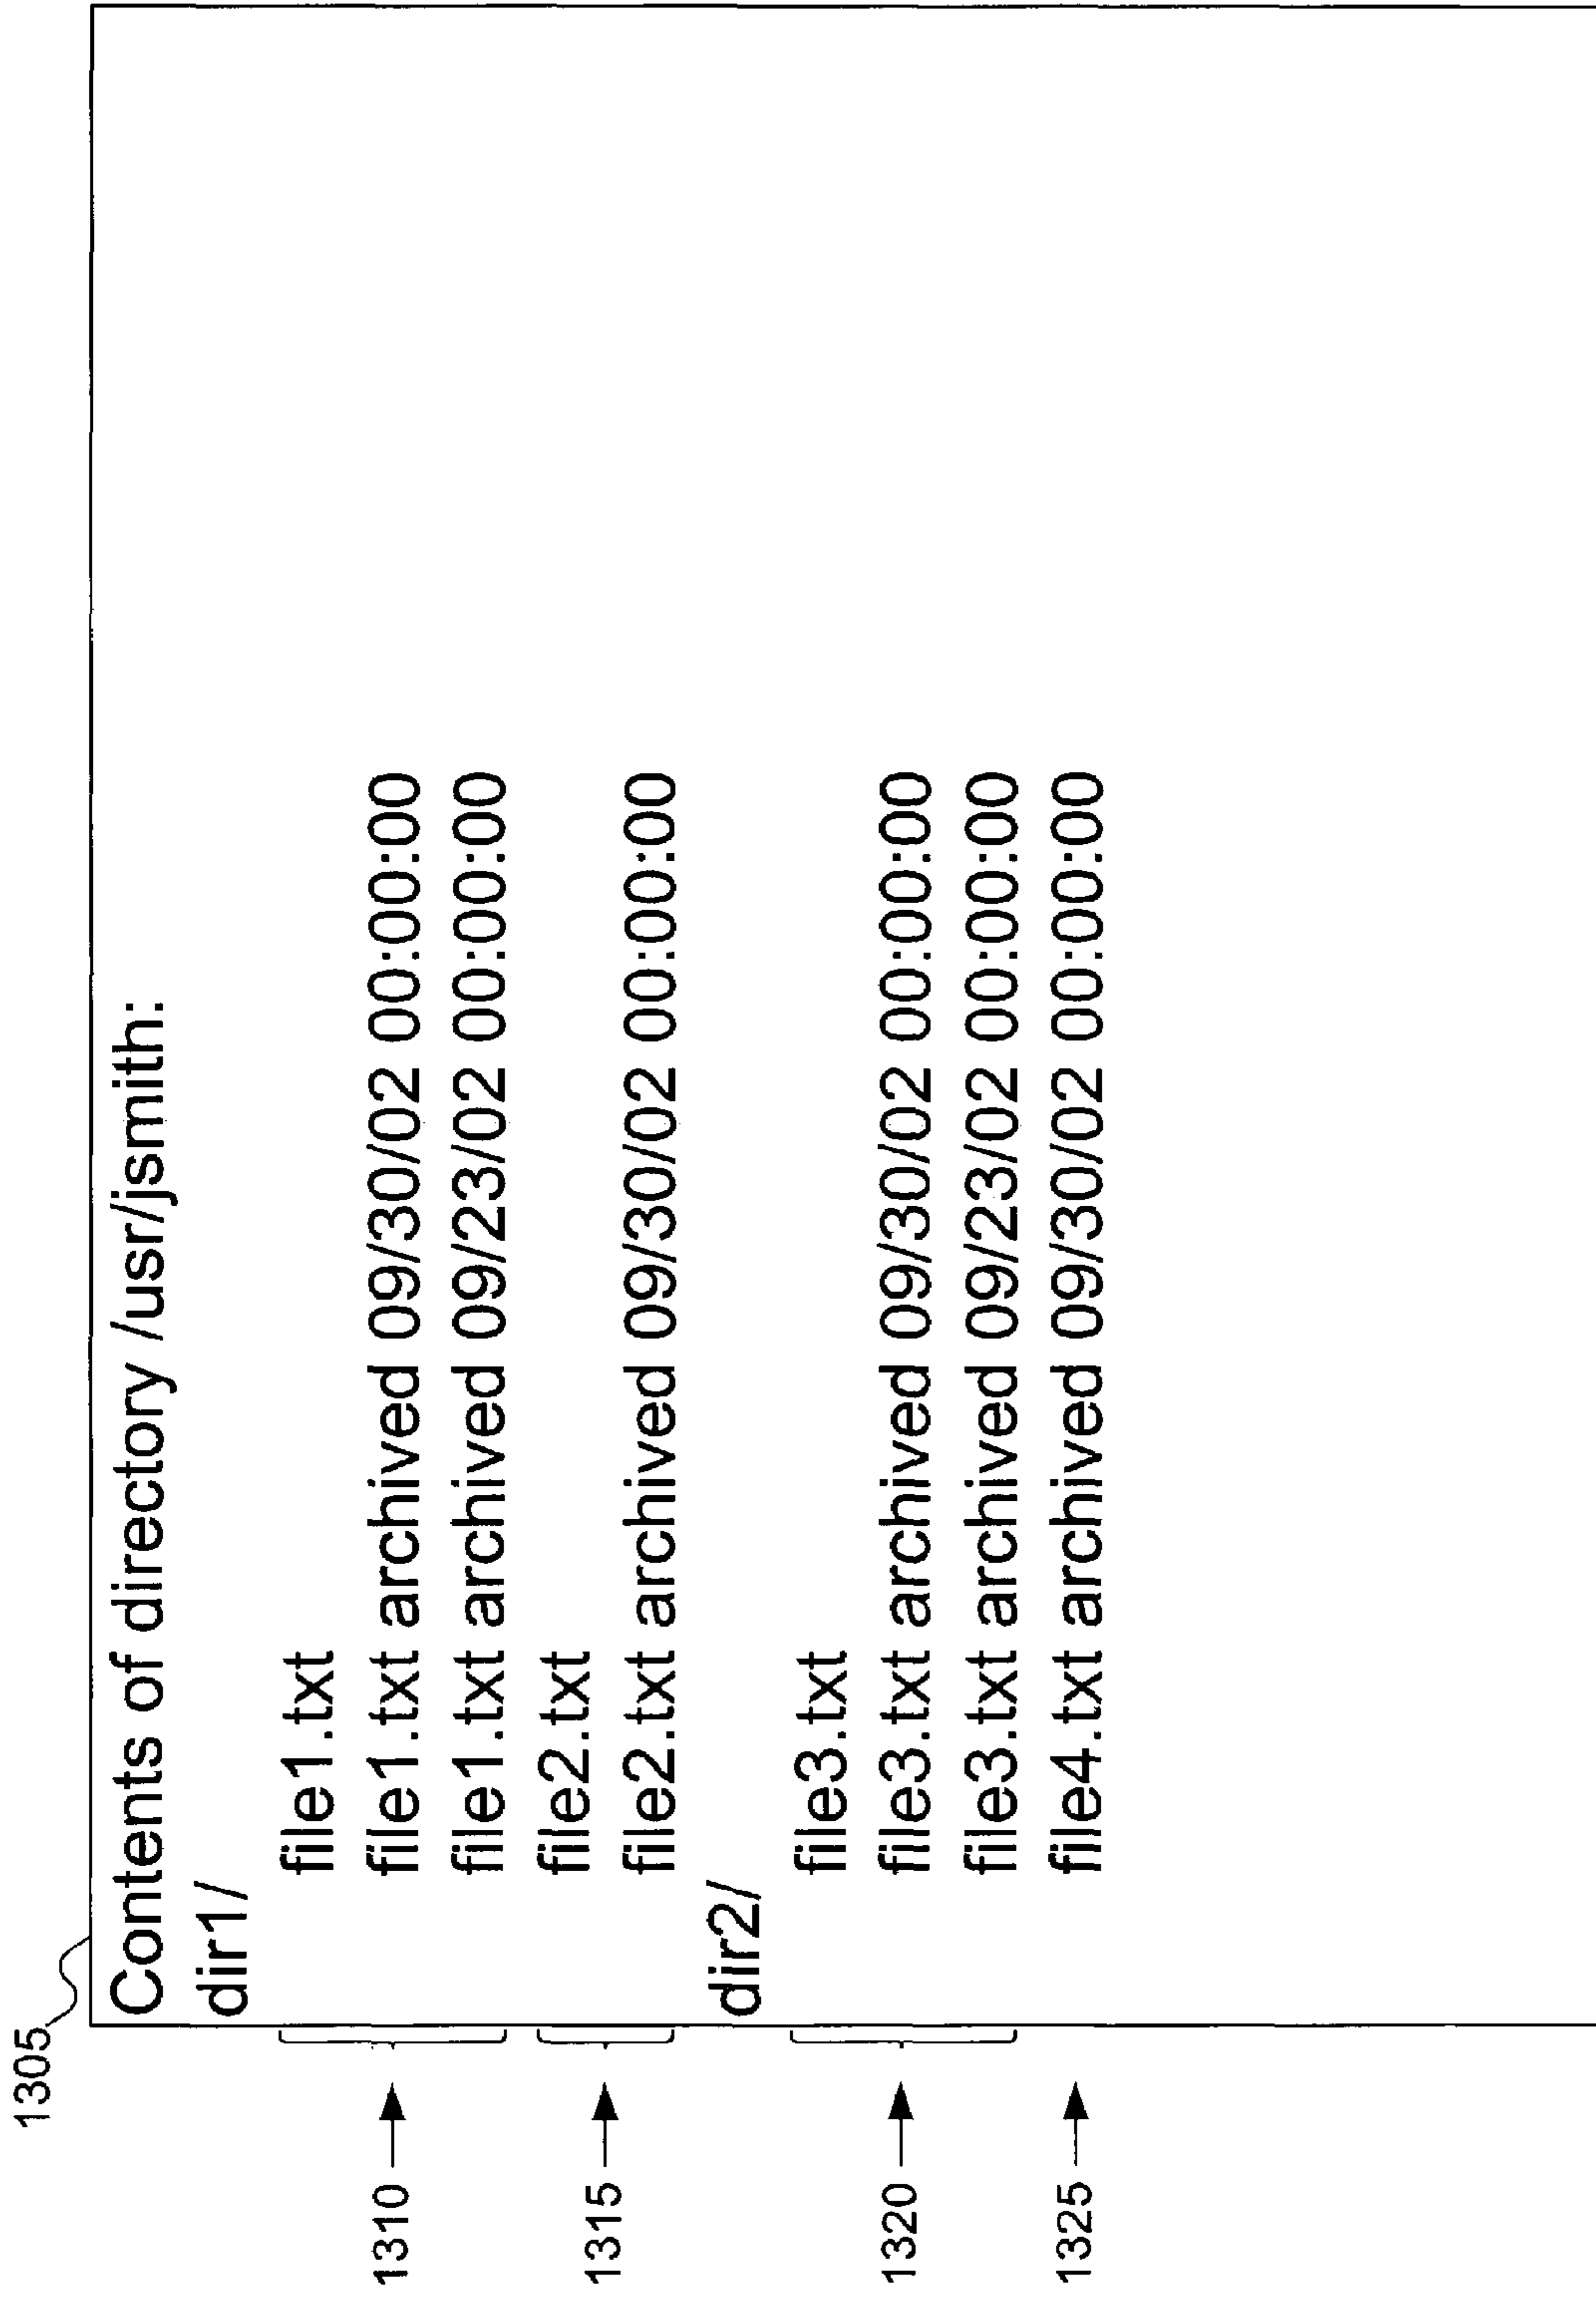 1305
Contents of directory /usr/jsmith:
dir1/
file1.txt
1310
file1.txt archived 09/30/02 00:00:00
file1.txt archived 09/23/02 00:00:00
file2.txt
1315
file2.txt archived 09/30/02 00:00:00
dir2/
file3.txt
1320
file3.txt archived 09/30/02 00:00:00
file3.txt archived 09/23/02 00:00:00
1325
file4.txt archived 09/30/02 00:00:00